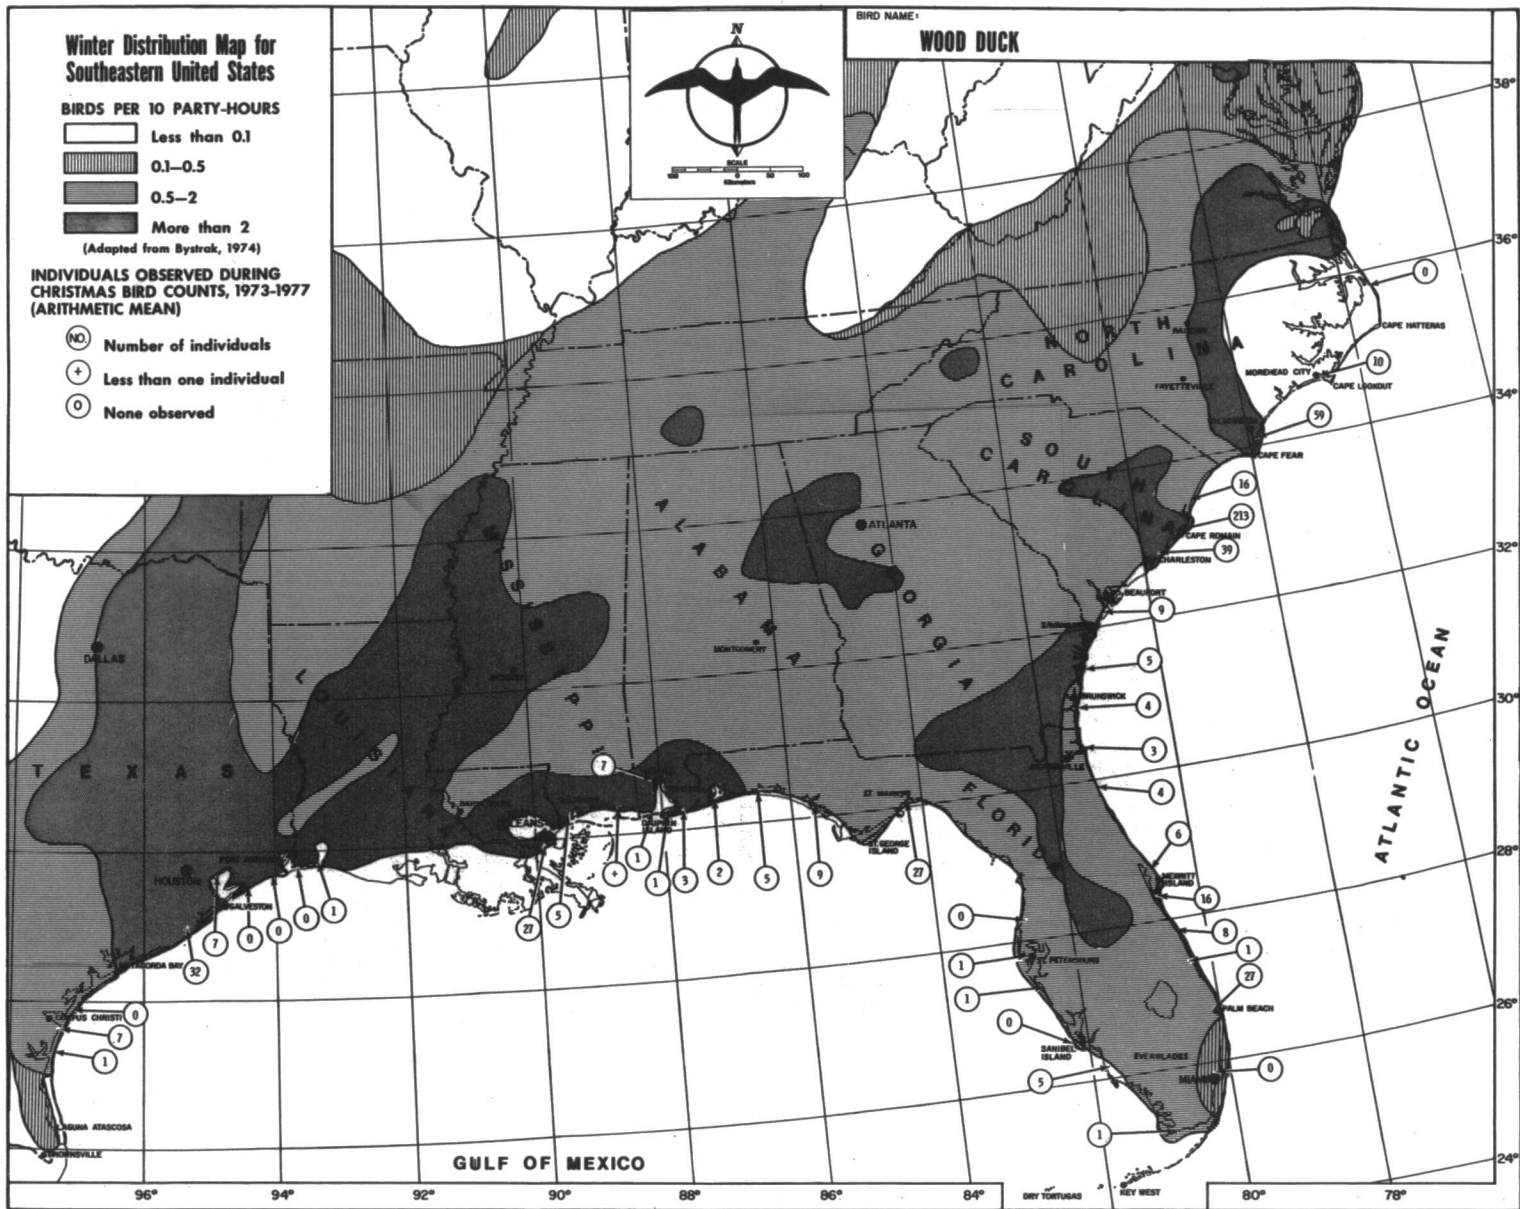 Winter Distribution Map for
Southeastern United States
BIRDS PER 10 PARTY-HOURS
Less than 0.1
0.1–0.5
0.5–2
More than 2
(Adapted from Bystrak, 1974)
INDIVIDUALS OBSERVED DURING
CHRISTMAS BIRD COUNTS, 1973-1977
(ARITHMETIC MEAN)
NO. Number of individuals
+ Less than one individual
0 None observed
N
SCALE
100 0 50 100
Kilometers
BIRD NAME:
WOOD DUCK
38°
36°
34°
32°
30°
28°
26°
24°
NORTH
CAROLINA
FAYETTEVILLE
MOREHEAD CITY
CAPE HATTERAS
CAPE LOOKOUT
CAPE FEAR
SOUTH
CAROLINA
CAPE ROMAIN
CHARLESTON
BEAUFORT
BRUNSWICK
ATLANTA
GEORGIA
ALABAMA
MONTGOMERY
MISSISSIPPI
LOUISIANA
DALLAS
TEXAS
HOUSTON
GALVESTON
FLORIDA
ST. GEORGE
ISLAND
MERRITT
ISLAND
ST. PETERSBURG
PALM BEACH
SANIBEL
ISLAND
EVERGLADES
MIAMI
LAGUNA ATASCOSA
KEY WEST
DRY TORTUGAS
GULF OF MEXICO
ATLANTIC OCEAN
0
10
59
16
213
39
9
5
4
3
4
6
16
8
1
27
0
1
5
0
1
1
0
27
9
5
2
3
1
1
7
+
5
27
1
0
0
0
7
32
0
7
1
96°
94°
92°
90°
88°
86°
84°
80°
78°